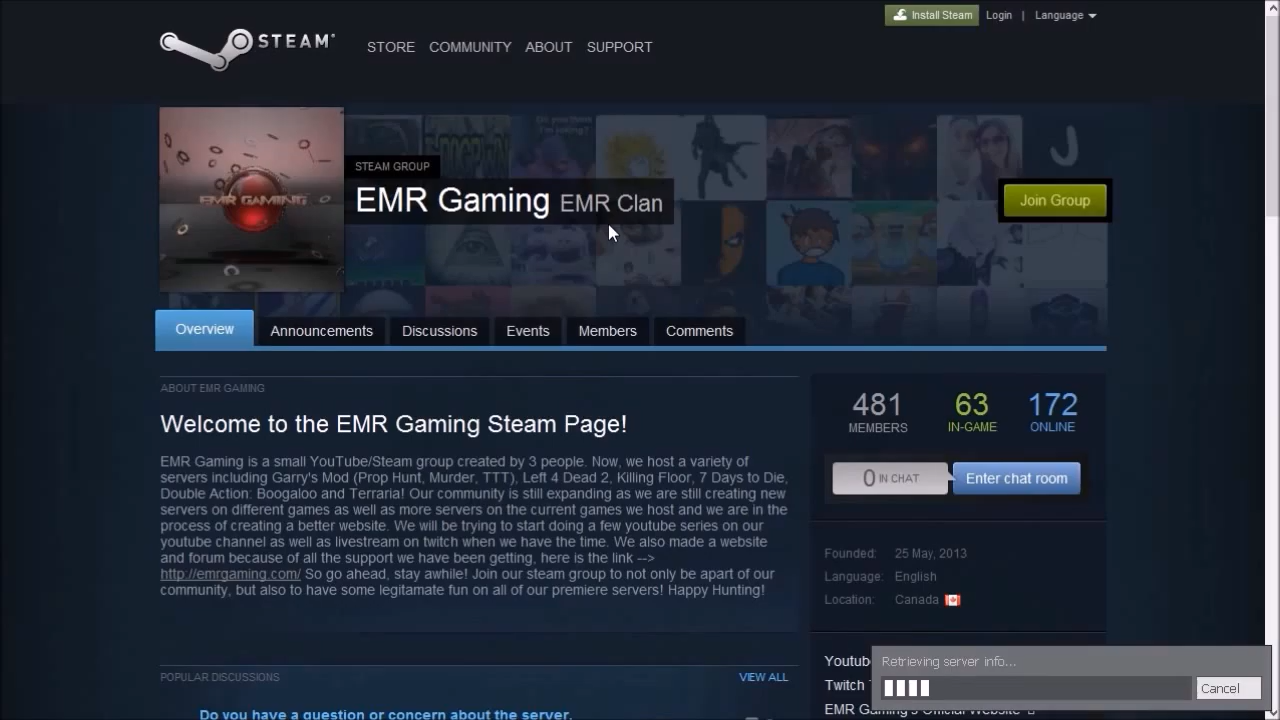 Install Steam
Login | Language
STEAM
STORE COMMUNITY ABOUT SUPPORT
EMR GAMING
STEAM GROUP
EMR Gaming EMR Clan
Join Group
Overview Announcements Discussions Events Members Comments
ABOUT EMR GAMING
Welcome to the EMR Gaming Steam Page!
EMR Gaming is a small YouTube/Steam group created by 3 people. Now, we host a variety of
servers including Garry's Mod (Prop Hunt, Murder, TTT), Left 4 Dead 2, Killing Floor, 7 Days to Die,
Double Action: Boogaloo and Terraria! Our community is still expanding as we are still creating new
servers on different games as well as more servers on the current games we host and we are in the
process of creating a better website. We will be trying to start doing a few youtube series on our
youtube channel as well as livestream on twitch when we have the time. We also made a website
and forum because of all the support we have been getting, here is the link -->
http://emrgaming.com/ So go ahead, stay awhile! Join our steam group to not only be apart of our
community, but also to have some legitamate fun on all of our premiere servers! Happy Hunting!
481 63 172
MEMBERS IN-GAME ONLINE
0 IN CHAT
Enter chat room
Founded: 25 May, 2013
Language: English
Location: Canada
POPULAR DISCUSSIONS
VIEW ALL
Do you have a question or concern about the server.
Twitch
EMR Gaming's Official Website
Retrieving server info...
Cancel